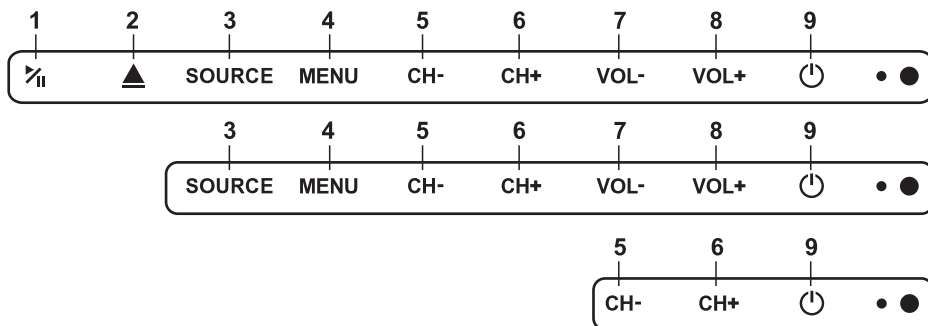 1 2 3 4 5 6 7 8 9
SOURCE MENU CH- CH+ VOL- VOL+
3 4 5 6 7 8 9
SOURCE MENU CH- CH+ VOL- VOL+
5 6 9
CH- CH+